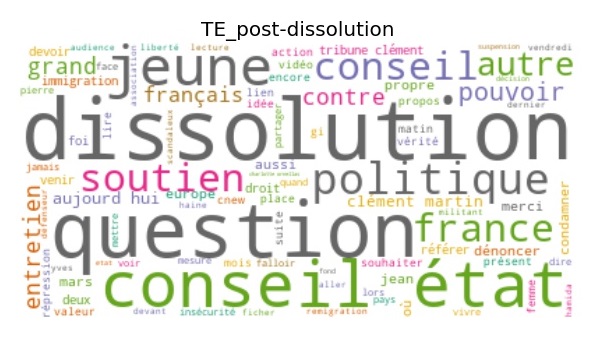 TE_post-dissolution
devoir audience liberté lecture action tribune clément suspension vendredi
grand face jeune vidéo conseil autre
immigration association encore propre décision
pierre français lien contre pouvoir
idée propos dernier
dissolution
foi lire scandaleux partager gi matin vérité
jamais soutien aussi charlotte ornellas politique
venir droit quand
aujourd hui europe cnew place clément martin condamner
entretien défenseur haine suite militant merci
répression mettre question france
référer dénoncer
yves état voir mesure mois falloir souhaiter présent dire
mars conseil état fond jean
deux aller lors pays femme hamida
valeur devant insécurité ficher remigration où vivre